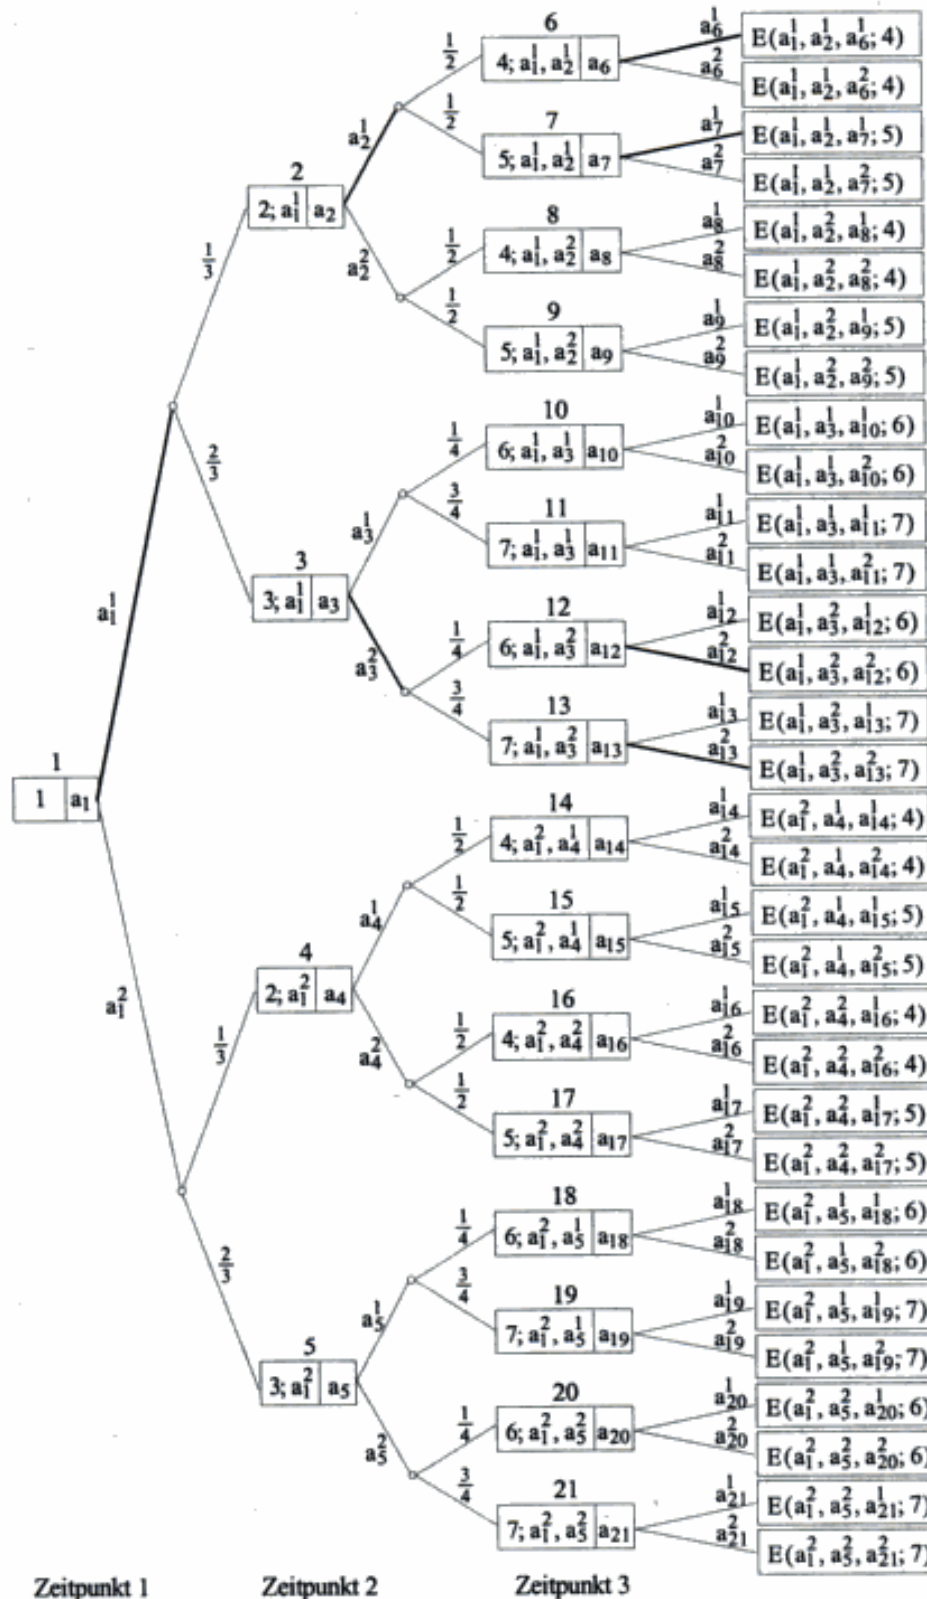 6
4; a₁¹, a₂¹ | a₆
a₆¹ E(a₁¹, a₂¹, a₆¹; 4)
a₆² E(a₁¹, a₂¹, a₆²; 4)
1/2
1/2
7
5; a₁¹, a₂¹ | a₇
a₇¹ E(a₁¹, a₂¹, a₇¹; 5)
a₇² E(a₁¹, a₂¹, a₇²; 5)
a₂¹
2
2; a₁¹ | a₂
a₂²
8
4; a₁¹, a₂² | a₈
a₈¹ E(a₁¹, a₂², a₈¹; 4)
a₈² E(a₁¹, a₂², a₈²; 4)
1/2
1/2
9
5; a₁¹, a₂² | a₉
a₉¹ E(a₁¹, a₂², a₉¹; 5)
a₉² E(a₁¹, a₂², a₉²; 5)
1/3
2/3
10
6; a₁¹, a₃¹ | a₁₀
a₁₀¹ E(a₁¹, a₃¹, a₁₀¹; 6)
a₁₀² E(a₁¹, a₃¹, a₁₀²; 6)
1/4
3/4
11
7; a₁¹, a₃¹ | a₁₁
a₁₁¹ E(a₁¹, a₃¹, a₁₁¹; 7)
a₁₁² E(a₁¹, a₃¹, a₁₁²; 7)
a₃¹
3
3; a₁¹ | a₃
a₃²
12
6; a₁¹, a₃² | a₁₂
a₁₂¹ E(a₁¹, a₃², a₁₂¹; 6)
a₁₂² E(a₁¹, a₃², a₁₂²; 6)
1/4
3/4
13
7; a₁¹, a₃² | a₁₃
a₁₃¹ E(a₁¹, a₃², a₁₃¹; 7)
a₁₃² E(a₁¹, a₃², a₁₃²; 7)
a₁¹
1
1 | a₁
a₁²
14
4; a₁², a₄¹ | a₁₄
a₁₄¹ E(a₁², a₄¹, a₁₄¹; 4)
a₁₄² E(a₁², a₄¹, a₁₄²; 4)
1/2
1/2
15
5; a₁², a₄¹ | a₁₅
a₁₅¹ E(a₁², a₄¹, a₁₅¹; 5)
a₁₅² E(a₁², a₄¹, a₁₅²; 5)
a₄¹
4
2; a₁² | a₄
a₄²
16
4; a₁², a₄² | a₁₆
a₁₆¹ E(a₁², a₄², a₁₆¹; 4)
a₁₆² E(a₁², a₄², a₁₆²; 4)
1/2
1/2
17
5; a₁², a₄² | a₁₇
a₁₇¹ E(a₁², a₄², a₁₇¹; 5)
a₁₇² E(a₁², a₄², a₁₇²; 5)
1/3
2/3
18
6; a₁², a₅¹ | a₁₈
a₁₈¹ E(a₁², a₅¹, a₁₈¹; 6)
a₁₈² E(a₁², a₅¹, a₁₈²; 6)
1/4
3/4
19
7; a₁², a₅¹ | a₁₉
a₁₉¹ E(a₁², a₅¹, a₁₉¹; 7)
a₁₉² E(a₁², a₅¹, a₁₉²; 7)
a₅¹
5
3; a₁² | a₅
a₅²
20
6; a₁², a₅² | a₂₀
a₂₀¹ E(a₁², a₅², a₂₀¹; 6)
a₂₀² E(a₁², a₅², a₂₀²; 6)
1/4
3/4
21
7; a₁², a₅² | a₂₁
a₂₁¹ E(a₁², a₅², a₂₁¹; 7)
a₂₁² E(a₁², a₅², a₂₁²; 7)
Zeitpunkt 1 Zeitpunkt 2 Zeitpunkt 3